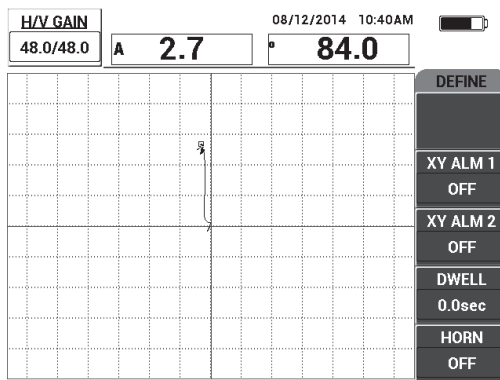 H/V GAIN
48.0/48.0
08/12/2014 10:40AM
A 2.7
° 84.0
DEFINE
XY ALM 1
OFF
XY ALM 2
OFF
DWELL
0.0sec
HORN
OFF